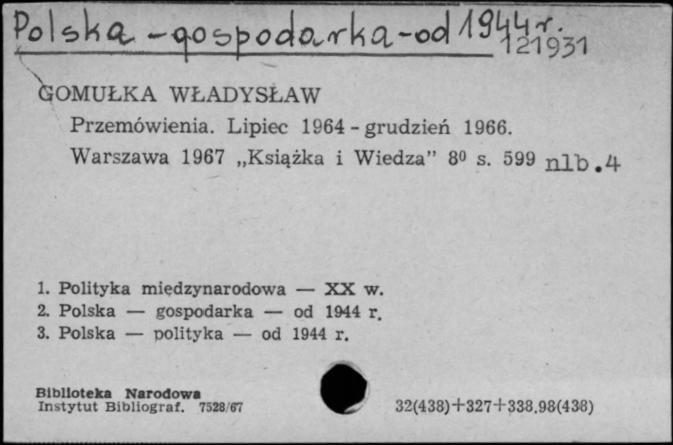 Polska - gospodarka - od 1944 r.
121931
GOMUŁKA WŁADYSŁAW
Przemówienia. Lipiec 1964 - grudzień 1966.
Warszawa 1967 „Książka i Wiedza” 8⁰ s. 599 nlb.4
1. Polityka międzynarodowa — XX w.
2. Polska — gospodarka — od 1944 r.
3. Polska — polityka — od 1944 r.
Biblioteka Narodowa
Instytut Bibliograf. 7528/67
32(438)+327+338.98(438)